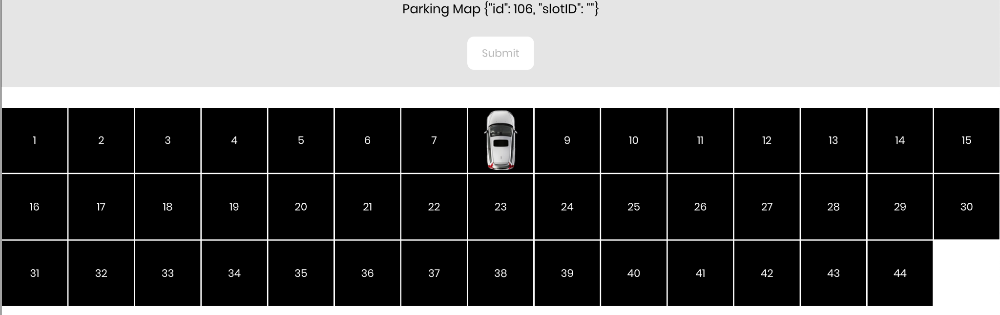 Parking Map {"id": 106, "slotID": ""}
Submit
1 2 3 4 5 6 7 9 10 11 12 13 14 15
16 17 18 19 20 21 22 23 24 25 26 27 28 29 30
31 32 33 34 35 36 37 38 39 40 41 42 43 44